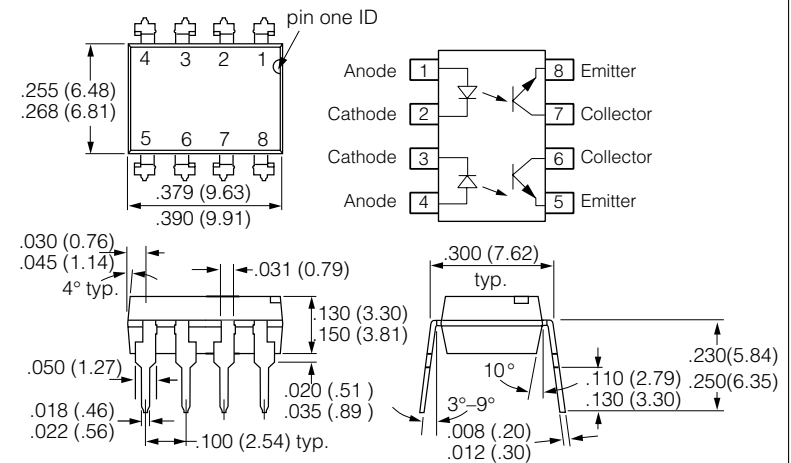 pin one ID
4 3 2 1
.255 (6.48)
.268 (6.81)
5 6 7 8
.379 (9.63)
.390 (9.91)
Anode 1 8 Emitter
Cathode 2 7 Collector
Cathode 3 6 Collector
Anode 4 5 Emitter
.030 (0.76)
.045 (1.14)
4° typ.
.031 (0.79)
.130 (3.30)
.150 (3.81)
.050 (1.27)
.020 (.51 )
.035 (.89 )
.018 (.46)
.022 (.56)
.100 (2.54) typ.
.300 (7.62)
typ.
10°
3°–9°
.008 (.20)
.012 (.30)
.110 (2.79)
.130 (3.30)
.230(5.84)
.250(6.35)